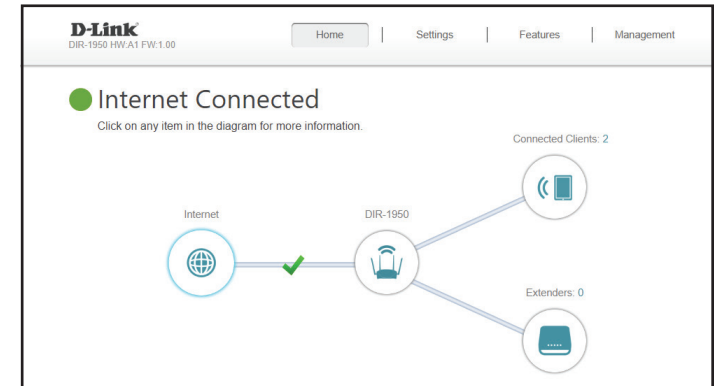 D-Link
DIR-1950 HW:A1 FW:1.00
Home
Settings
Features
Management
Internet Connected
Click on any item in the diagram for more information.
Connected Clients: 2
Internet
DIR-1950
Extenders: 0